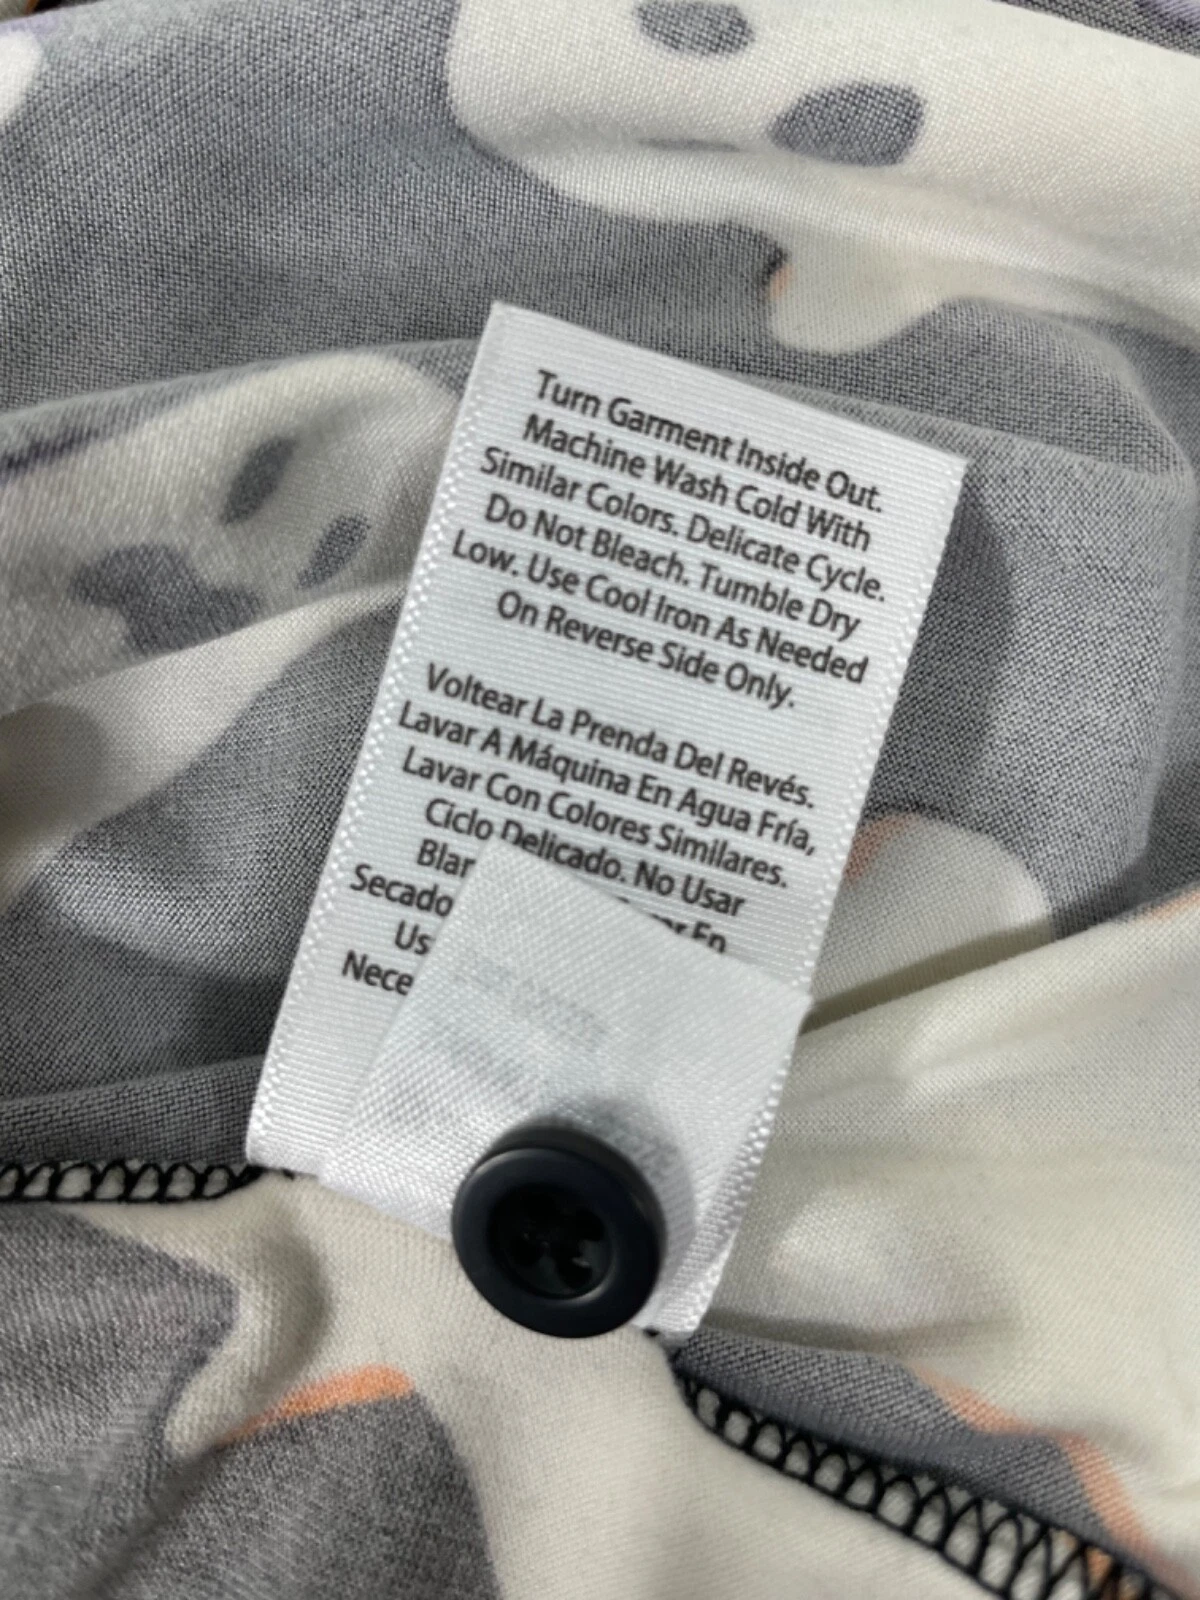 Turn Garment Inside Out.
Machine Wash Cold With
Similar Colors. Delicate Cycle.
Do Not Bleach. Tumble Dry
Low. Use Cool Iron As Needed
On Reverse Side Only.
Voltear La Prenda Del Revés.
Lavar A Máquina En Agua Fría,
Lavar Con Colores Similares.
Ciclo Delicado. No Usar
En